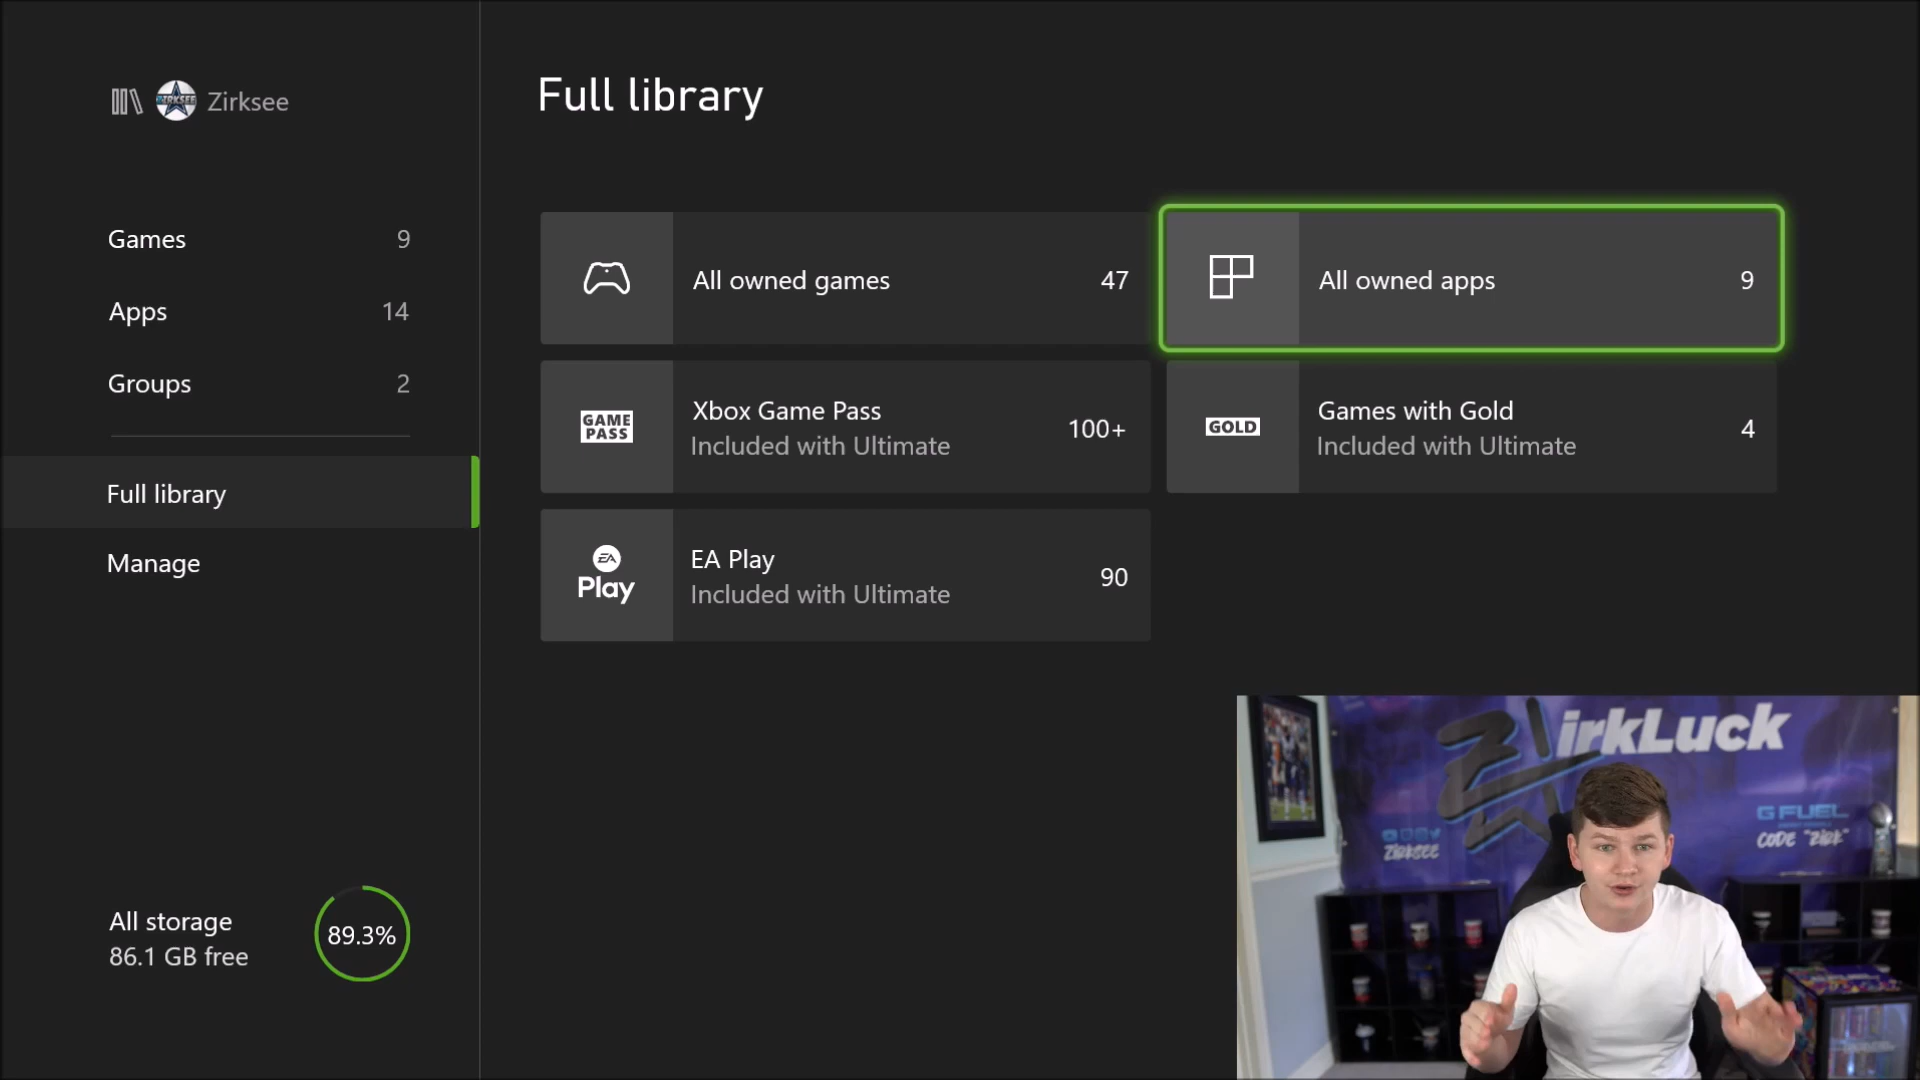 Zirksee
Games 9
Apps 14
Groups 2
Full library
Manage
All storage
86.1 GB free
89.3%
Full library
All owned games 47
All owned apps 9
GAME
PASS
Xbox Game Pass
Included with Ultimate
100+
GOLD
Games with Gold
Included with Ultimate
4
EA
Play
EA Play
Included with Ultimate
90
ZirkLuck
G FUEL
CODE "ZIRK"
ZIRKSEE